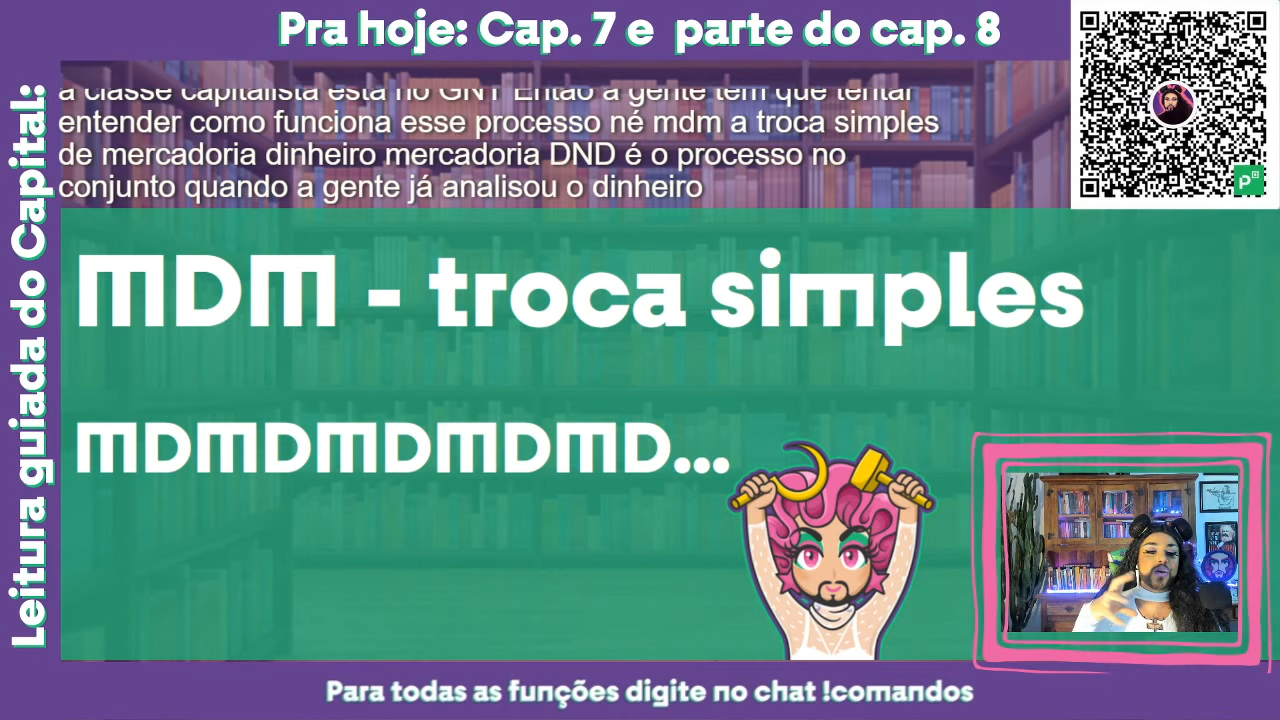 Pra hoje: Cap. 7 e parte do cap. 8
Leitura guiada do Capital:
a classe capitalista está no GNT Então a gente tem que tentar
entender como funciona esse processo né mdm a troca simples
de mercadoria dinheiro mercadoria DND é o processo no
conjunto quando a gente já analisou o dinheiro
MDM - troca simples
MDMDMDMDMDMD...
Para todas as funções digite no chat !comandos